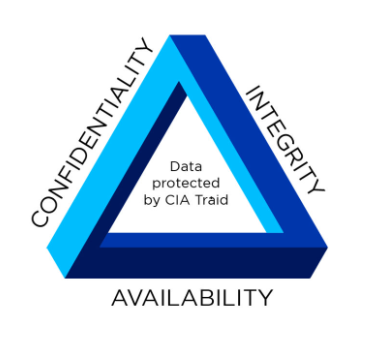 CONFIDENTIALITY
INTEGRITY
Data
protected
by CIA Traid
AVAILABILITY